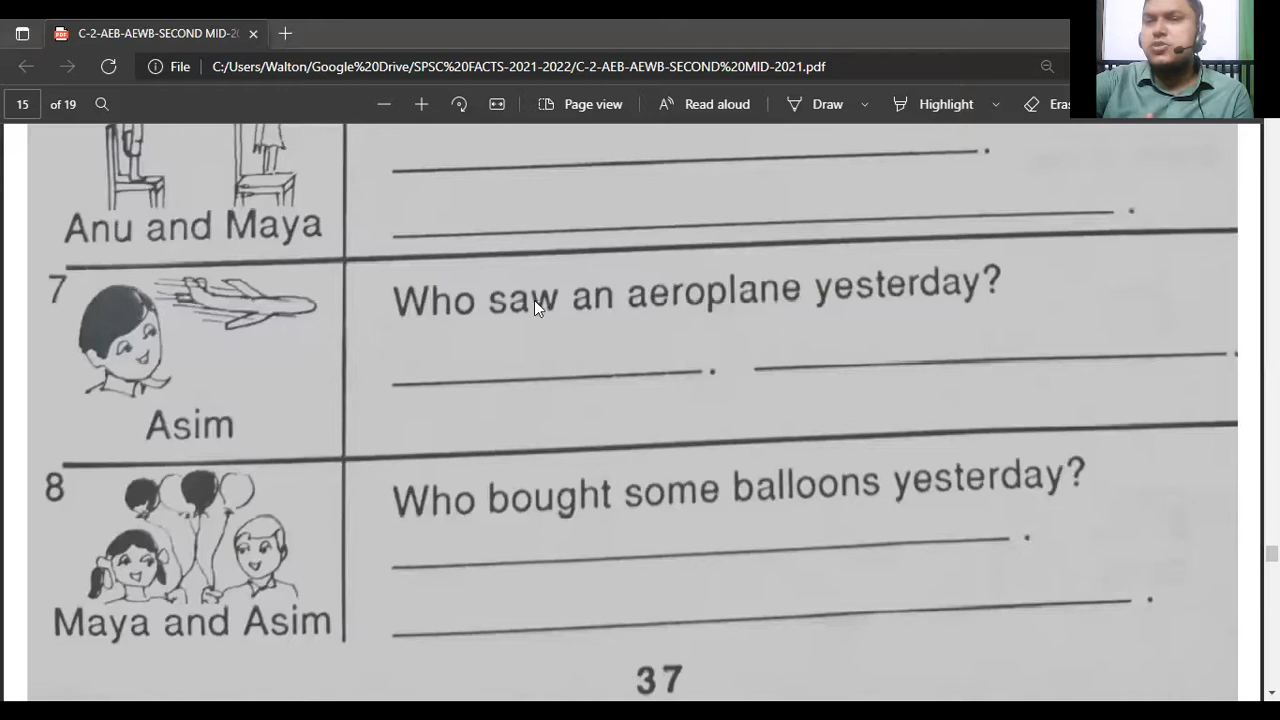 C-2-AEB-AEWB-SECOND MID-20
File C:/Users/Walton/Google%20Drive/SPSC%20FACTS-2021-2022/C-2-AEB-AEWB-SECOND%20MID-2021.pdf
15 of 19 Page view Read aloud Draw Highlight Eras
Anu and Maya
7 Who saw an aeroplane yesterday?
Asim
8 Who bought some balloons yesterday?
Maya and Asim
37